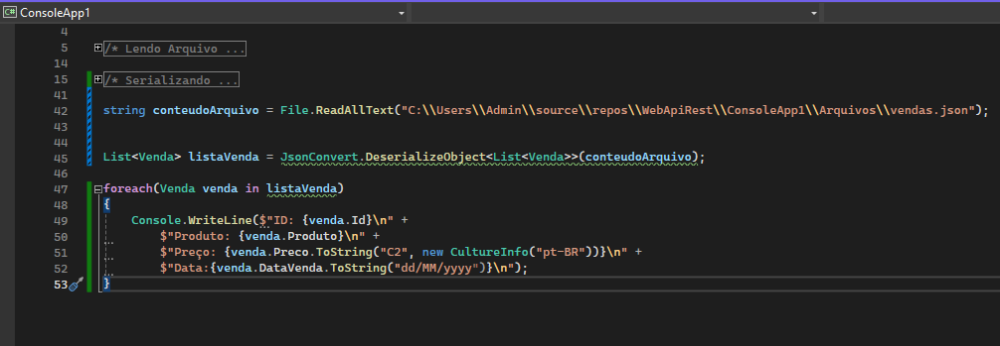 C# ConsoleApp1
4
5 /* Lendo Arquivo ...
14
15 /* Serializando ...
41
42 string conteudoArquivo = File.ReadAllText("C:\\Users\\Admin\\source\\repos\\WebApiRest\\ConsoleApp1\\Arquivos\\vendas.json");
43
44
45 List<Venda> listaVenda = JsonConvert.DeserializeObject<List<Venda>>(conteudoArquivo);
46
47 foreach(Venda venda in listaVenda)
48 {
49 Console.WriteLine($"ID: {venda.Id}\n" +
50 $"Produto: {venda.Produto}\n" +
51 $"Preço: {venda.Preco.ToString("C2", new CultureInfo("pt-BR"))}\n" +
52 $"Data:{venda.DataVenda.ToString("dd/MM/yyyy")}\n");
53 }